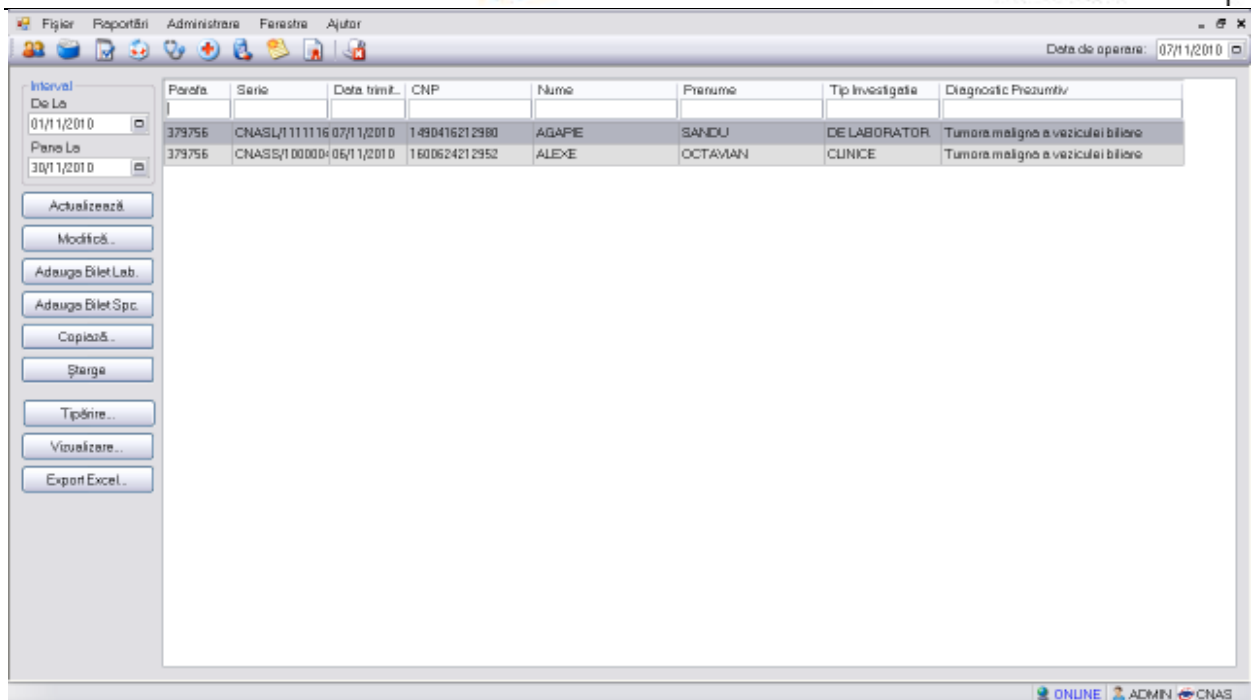 Fișier Raportări Administrare Ferestre Ajutor
Data de operare: 07/11/2010
Interval
De La
01/11/2010
Pana La
30/11/2010
Actualizează
Modifică...
Adauga Bilet Lab.
Adauga Bilet Spc.
Copiază...
Șterge
Tipărire...
Vizualizare...
Export Excel...
Parafa Serie Data trimit... CNP Nume Prenume Tip Investigatie Diagnostic Prezumtiv
379756 CNASL/1111116 07/11/2010 1490416212980 AGAPIE SANDU DE LABORATOR Tumora maligna a veziculei biliare
379756 CNASS/100000 06/11/2010 1600624212952 ALEXE OCTAVIAN CLINICE Tumora maligna a veziculei biliare
ONLINE ADMIN CNAS